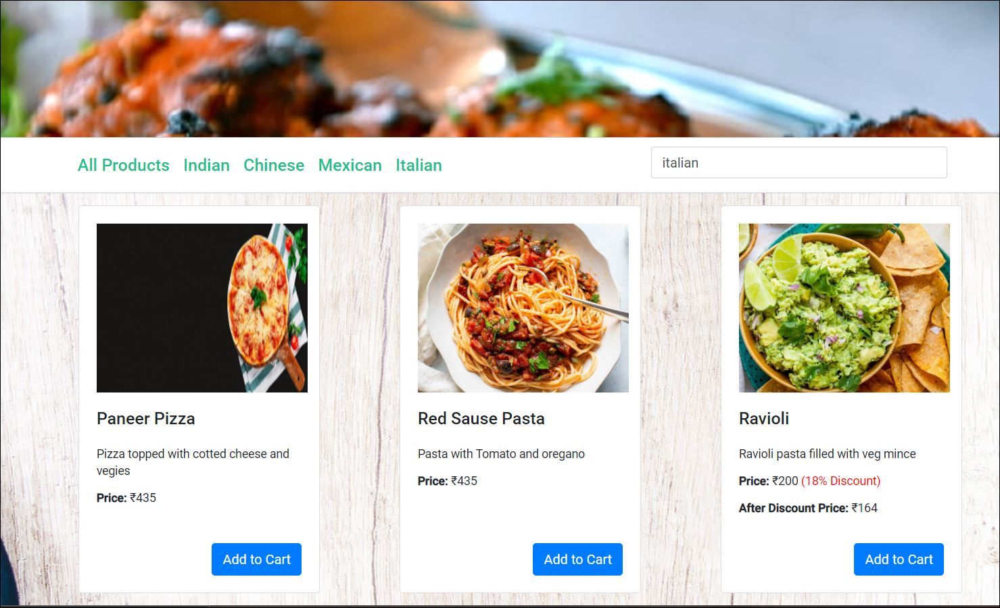 All Products Indian Chinese Mexican Italian
italian
Paneer Pizza
Pizza topped with cotted cheese and
vegies
Price: ₹435
Add to Cart
Red Sause Pasta
Pasta with Tomato and oregano
Price: ₹435
Add to Cart
Ravioli
Ravioli pasta filled with veg mince
Price: ₹200 (18% Discount)
After Discount Price: ₹164
Add to Cart